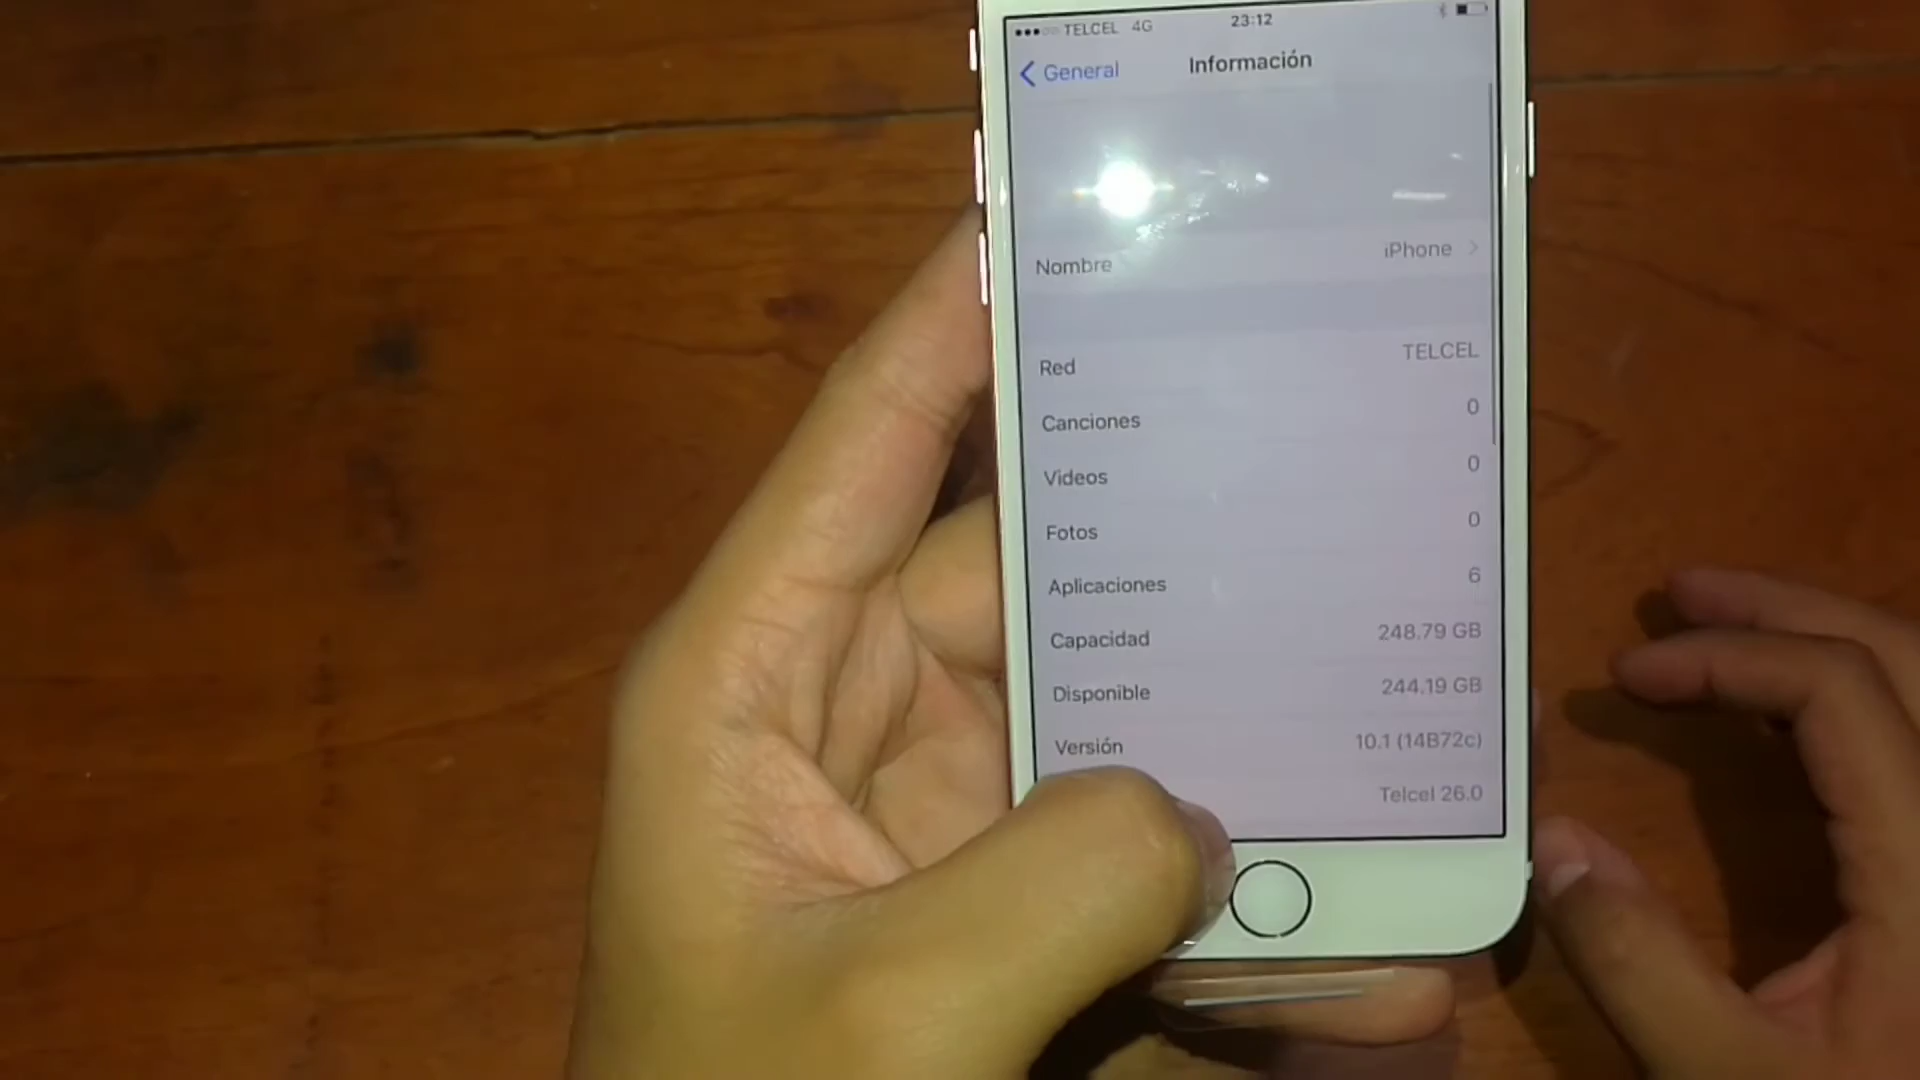 TELCEL 4G 23:12
General Información
Nombre iPhone
Red TELCEL
Canciones 0
Videos 0
Fotos 0
Aplicaciones 6
Capacidad 248.79 GB
Disponible 244.19 GB
Versión 10.1 (14B72c)
Telcel 26.0